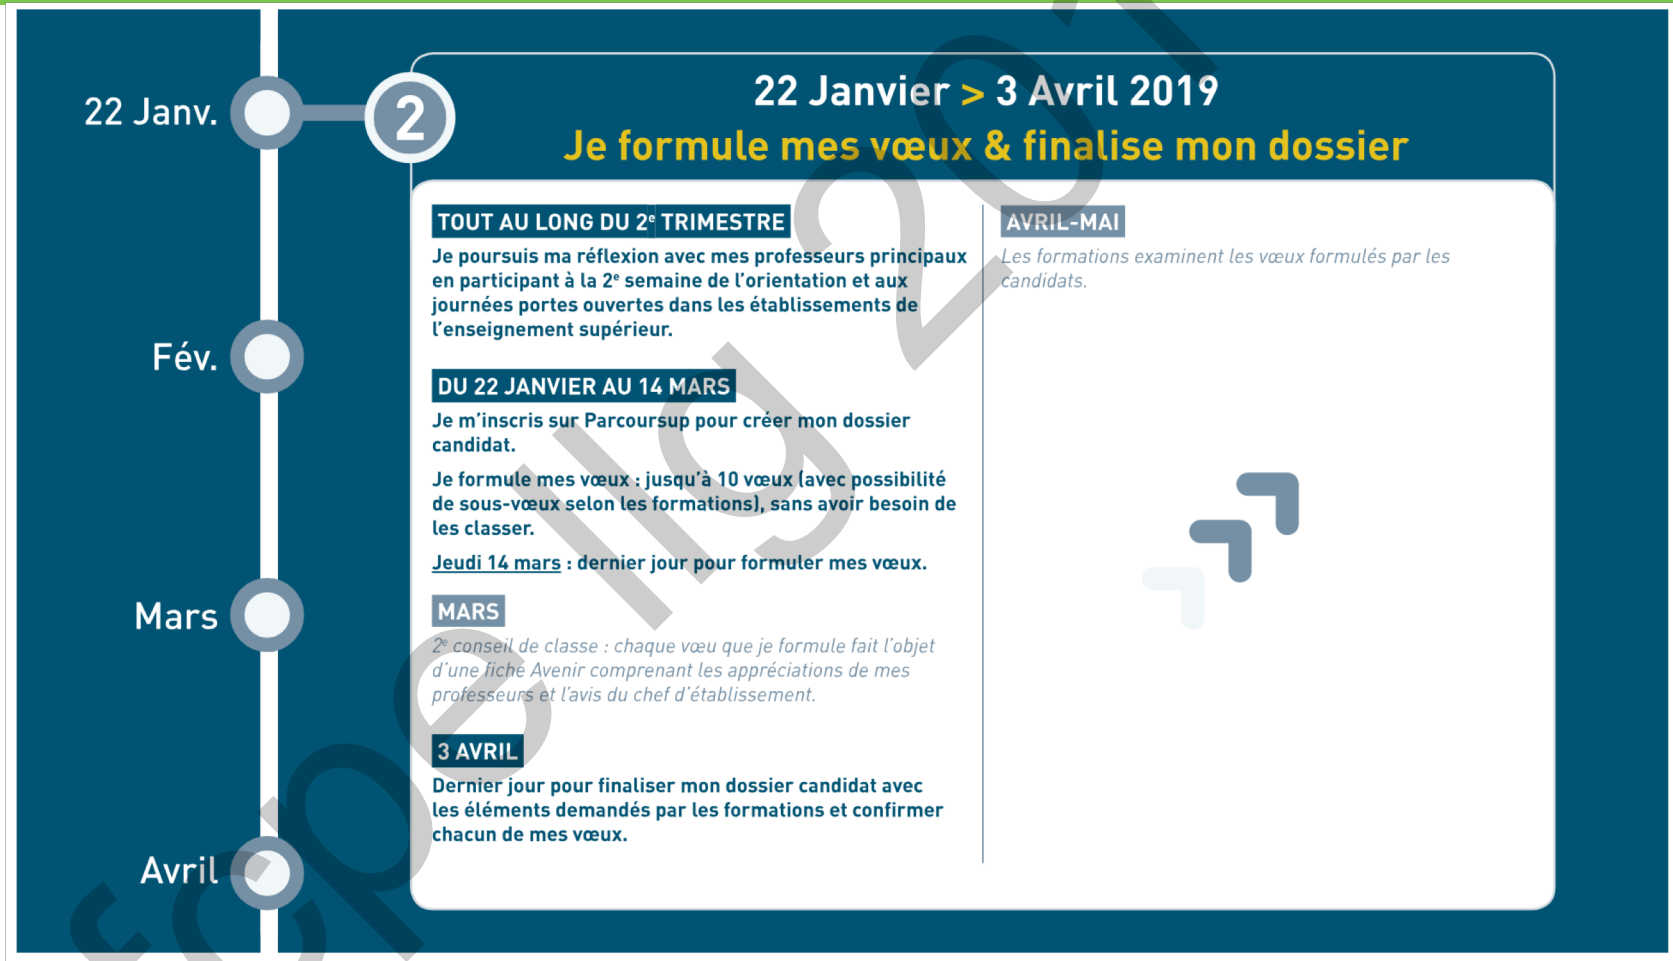 22 Janv.
Fév.
Mars
Avril
2
22 Janvier > 3 Avril 2019
Je formule mes vœux & finalise mon dossier
TOUT AU LONG DU 2e TRIMESTRE
Je poursuis ma réflexion avec mes professeurs principaux
en participant à la 2e semaine de l'orientation et aux
journées portes ouvertes dans les établissements de
l'enseignement supérieur.
DU 22 JANVIER AU 14 MARS
Je m'inscris sur Parcoursup pour créer mon dossier
candidat.
Je formule mes vœux : jusqu'à 10 vœux (avec possibilité
de sous-vœux selon les formations), sans avoir besoin de
les classer.
Jeudi 14 mars : dernier jour pour formuler mes vœux.
MARS
2e conseil de classe : chaque vœu que je formule fait l'objet
d'une fiche Avenir comprenant les appréciations de mes
professeurs et l'avis du chef d'établissement.
3 AVRIL
Dernier jour pour finaliser mon dossier candidat avec
les éléments demandés par les formations et confirmer
chacun de mes vœux.
AVRIL-MAI
Les formations examinent les vœux formulés par les
candidats.
fcpe llg 201